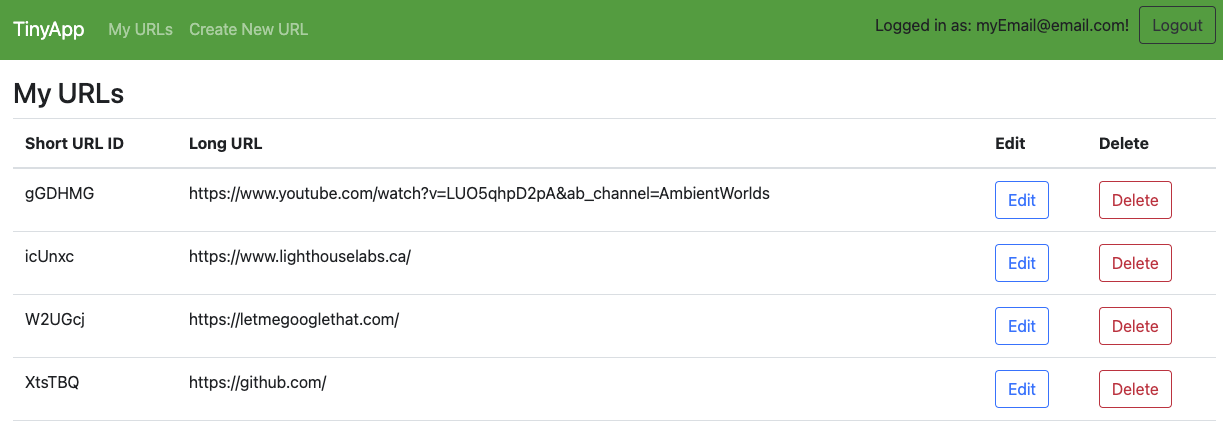 TinyApp My URLs Create New URL Logged in as: myEmail@email.com! Logout
My URLs
Short URL ID Long URL Edit Delete
gGDHMG https://www.youtube.com/watch?v=LUO5qhpD2pA&ab_channel=AmbientWorlds Edit Delete
icUnxc https://www.lighthouselabs.ca/ Edit Delete
W2UGcj https://letmegooglethat.com/ Edit Delete
XtsTBQ https://github.com/ Edit Delete